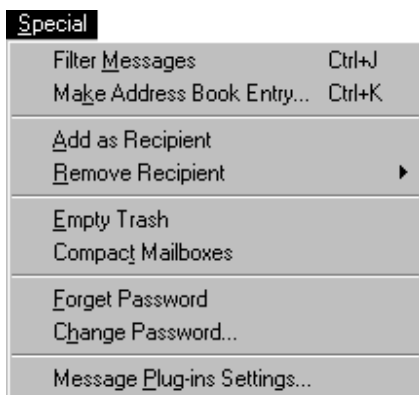 Special
Filter Messages Ctrl+J
Make Address Book Entry... Ctrl+K
Add as Recipient
Remove Recipient
Empty Trash
Compact Mailboxes
Forget Password
Change Password...
Message Plug-ins Settings...